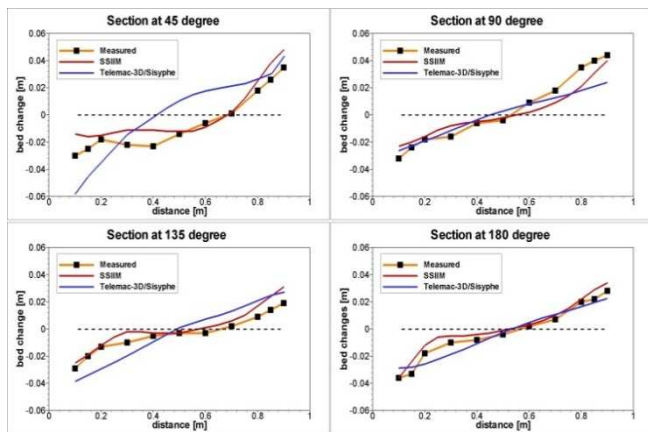 Section at 45 degree
0.06
0.04
0.02
0
-0.02
-0.04
-0.06
bed change [m]
Measured
SSIIM
Telemac-3D/Sisyphe
0 0.2 0.4 0.6 0.8 1
distance [m]
Section at 90 degree
0.06
0.04
0.02
0
-0.02
-0.04
-0.06
bed change [m]
Measured
SSIIM
Telemac-3D/Sisyphe
0 0.2 0.4 0.6 0.8 1
distance [m]
Section at 135 degree
0.06
0.04
0.02
0
-0.02
-0.04
-0.06
bed change [m]
Measured
SSIIM
Telemac-3D/Sisyphe
0 0.2 0.4 0.6 0.8 1
distance [m]
Section at 180 degree
0.06
0.04
0.02
0
-0.02
-0.04
-0.06
bed changes [m]
Measured
SSIIM
Telemac-3D/Sisyphe
0 0.2 0.4 0.6 0.8 1
distance [m]